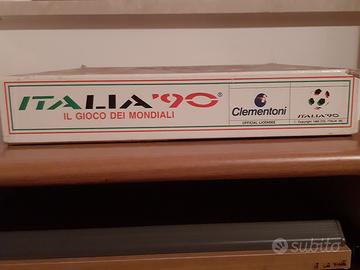 ITALIA '90®
IL GIOCO DEI MONDIALI
Clementoni
OFFICIAL LICENSEE
ITALIA'90
subito